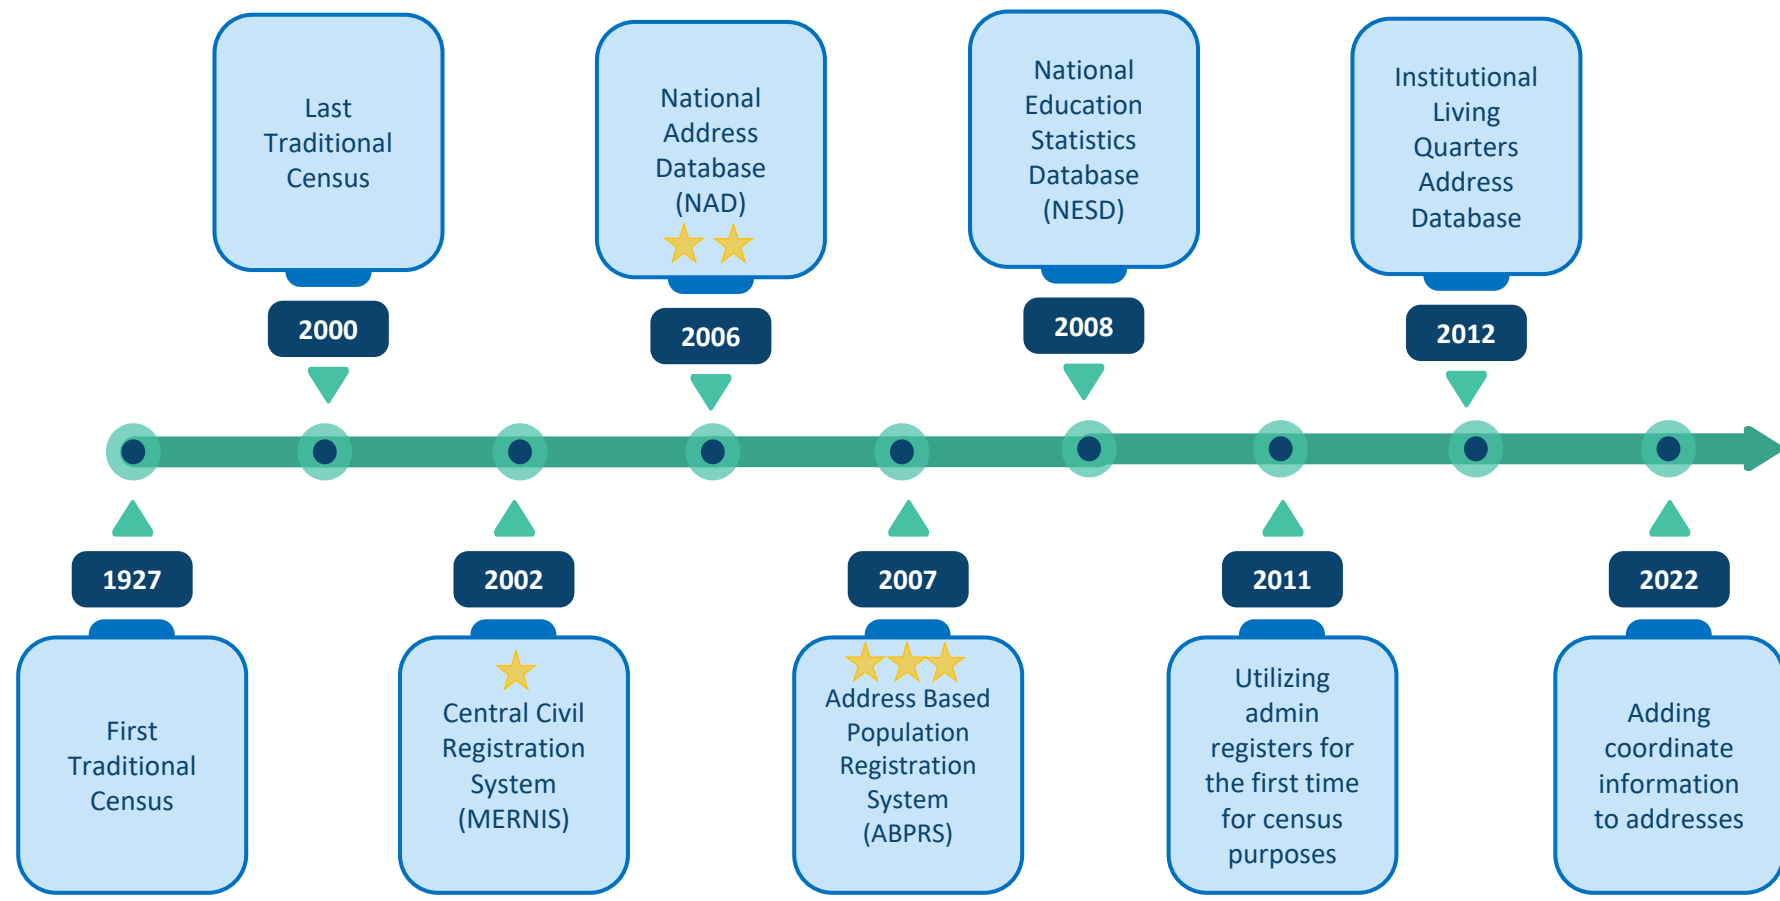 Last
Traditional
Census
2000
National
Address
Database
(NAD)
2006
National
Education
Statistics
Database
(NESD)
2008
Institutional
Living
Quarters
Address
Database
2012
1927
First
Traditional
Census
2002
Central Civil
Registration
System
(MERNIS)
2007
Address Based
Population
Registration
System
(ABPRS)
2011
Utilizing
admin
registers for
the first time
for census
purposes
2022
Adding
coordinate
information
to addresses